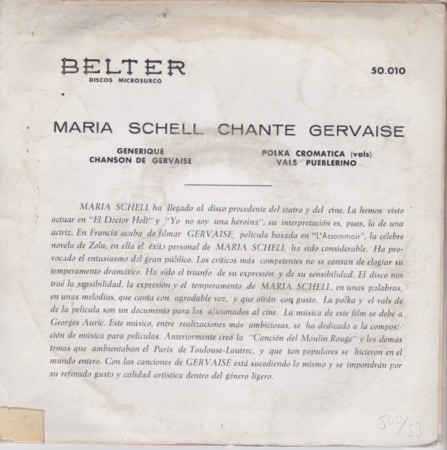 BELTER
DISCOS MICROSURCO
50.010
MARIA SCHELL CHANTE GERVAISE
GENERIQUE
CHANSON DE GERVAISE
POLKA CROMATICA (vals)
VALS PUEBLERINO
MARIA SCHELL ha llegado al disco procedente del teatro y del cine. La hemos visto
actuar en "El Doctor Holt" y "Yo no soy una heroína"; su interpretación es, pues, la de una
actriz. En Francia acaba de filmar GERVAISE, película basada en "L'Assommoir", la célebre
novela de Zola, en ella el éxito personal de MARIA SCHELL ha sido considerable. Ha pro-
vocado el entusiasmo del gran público. Los críticos más competentes no se cansan de elogiar su
temperamento dramático. Ha sido el triunfo de su expresión y de su sensibilidad. El disco nos
trae la sensibilidad, la expresión y el temperamento de MARIA SCHELL, en unas palabras,
en unas melodías, que canta con agradable voz, y que oirán con gusto. La polka y el vals de
de la película son un documento para los aficionados al cine. La música de este film se debe a
Georges Auric. Este músico, entre realizaciones más ambiciosas, se ha dedicado a la composi-
ción de música para películas. Anteriormente creó la "Canción del Moulin Rouge" y los demás
temas que ambientaban el París de Toulouse-Lautrec, y que tan populares se hicieron en el
mundo entero. Con las canciones de GERVAISE está sucediendo lo mismo y se impondrán por
su refinado gusto y calidad artística dentro del género ligero.